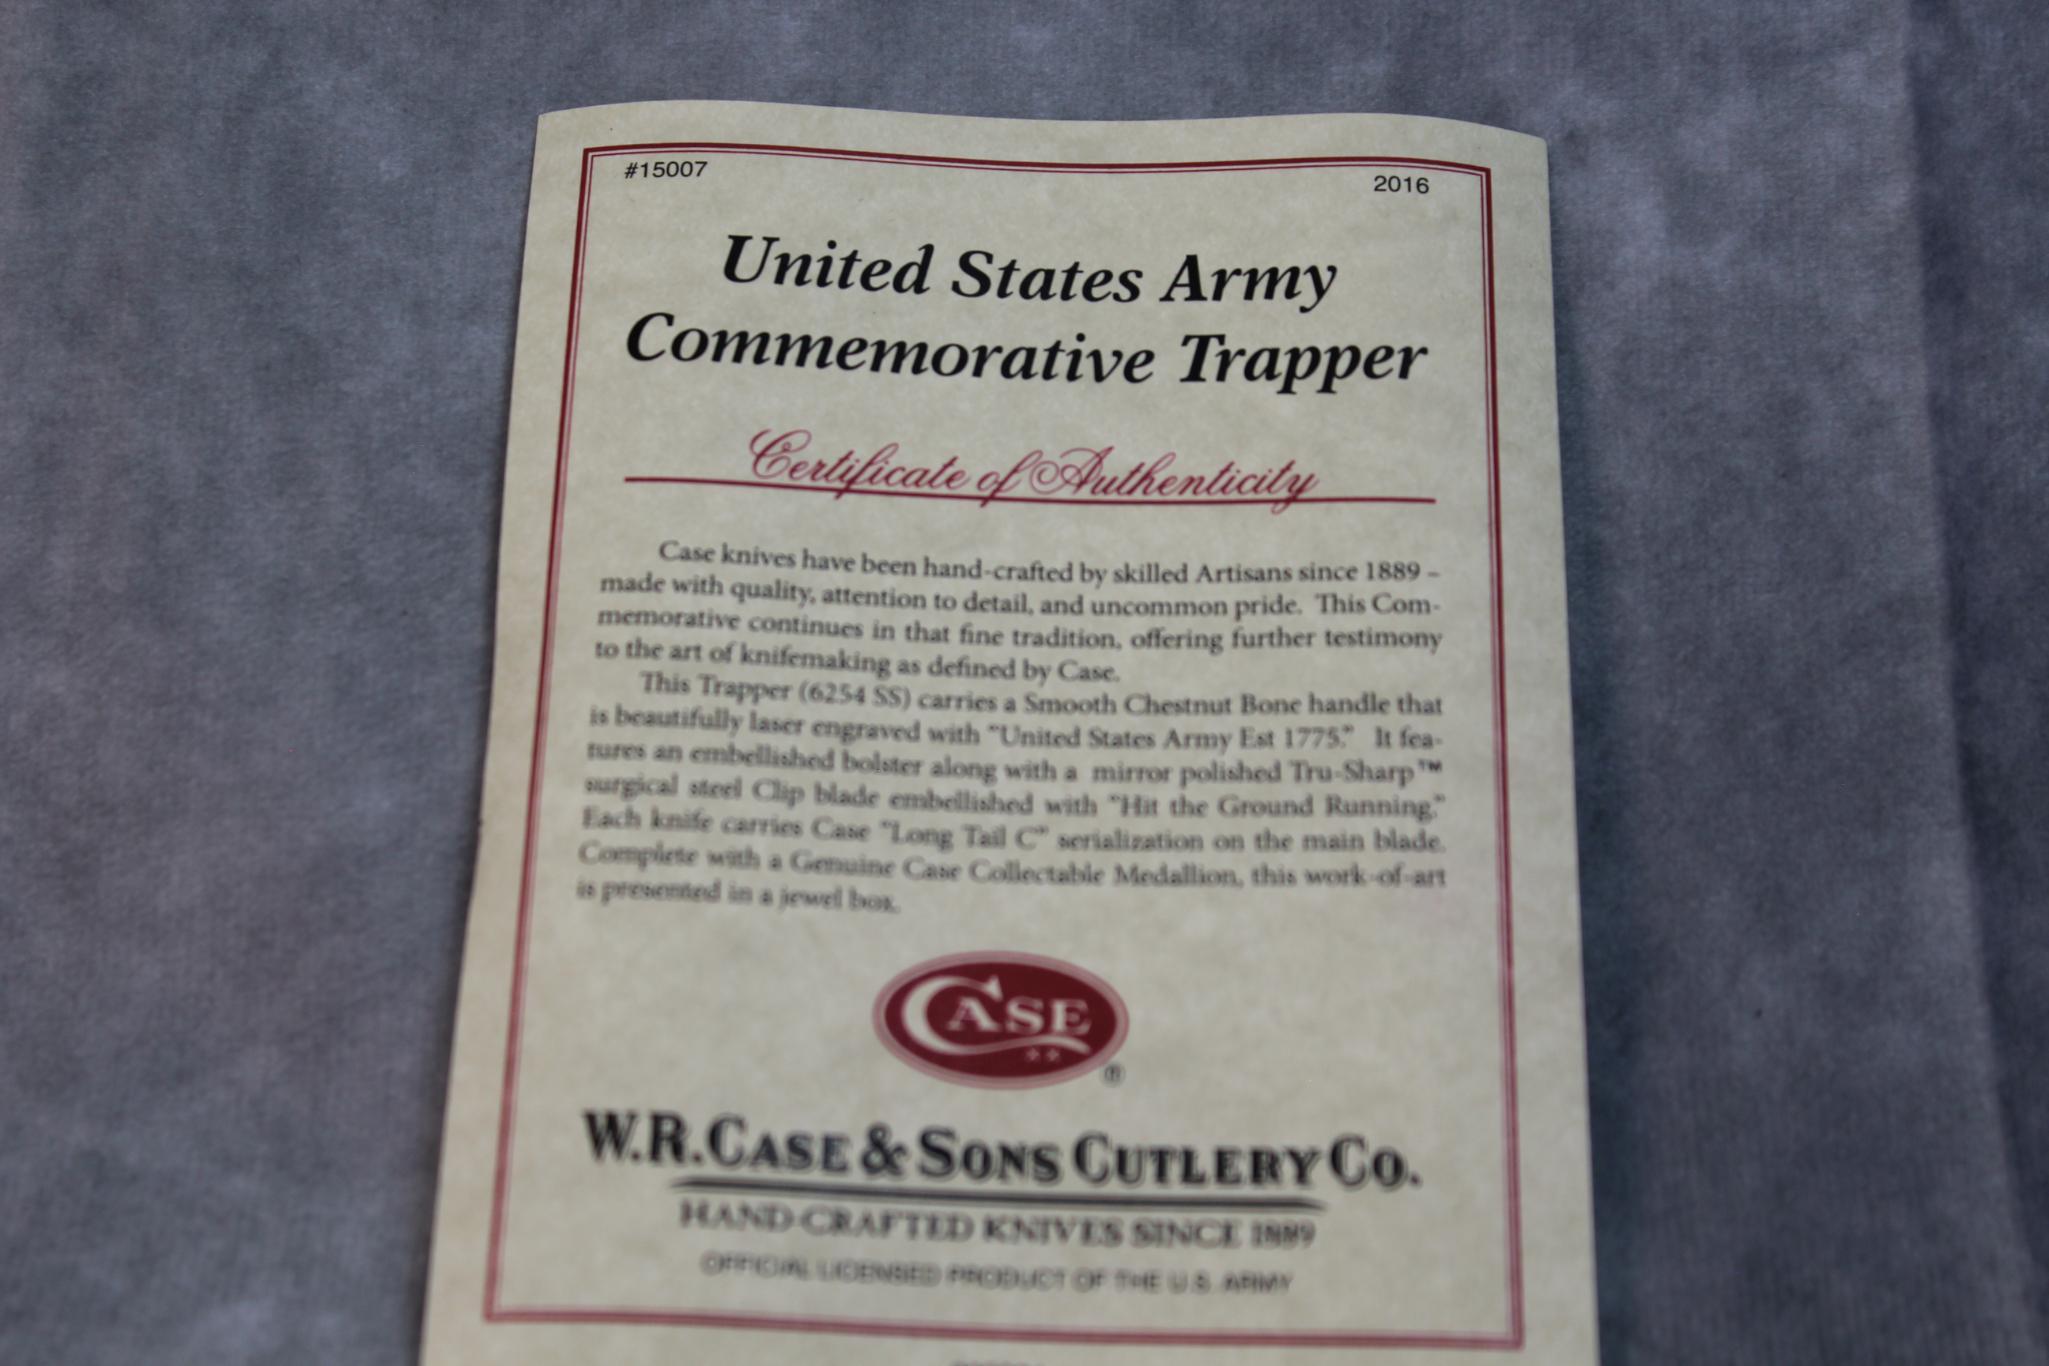 #15007 2016
United States Army
Commemorative Trapper
Certificate of Authenticity
Case knives have been hand-crafted by skilled Artisans since 1889 –
made with quality, attention to detail, and uncommon pride. This Com-
memorative continues in that fine tradition, offering further testimony
to the art of knifemaking as defined by Case.
This Trapper (6254 SS) carries a Smooth Chestnut Bone handle that
is beautifully laser engraved with "United States Army Est 1775." It fea-
tures an embellished bolster along with a mirror polished Tru-Sharp™
surgical steel Clip blade embellished with "Hit the Ground Running."
Each knife carries Case "Long Tail C" serialization on the main blade.
Complete with a Genuine Case Collectable Medallion, this work-of-art
is presented in a jewel box.
CASE
XX
®
W.R. CASE & SONS CUTLERY CO.
HAND-CRAFTED KNIVES SINCE 1889
OFFICIAL LICENSED PRODUCT OF THE U.S. ARMY